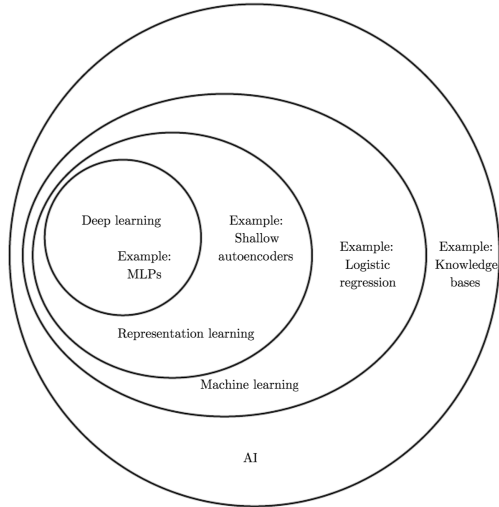 Deep learning
Example:
MLPs
Example:
Shallow
autoencoders
Example:
Logistic
regression
Example:
Knowledge
bases
Representation learning
Machine learning
AI